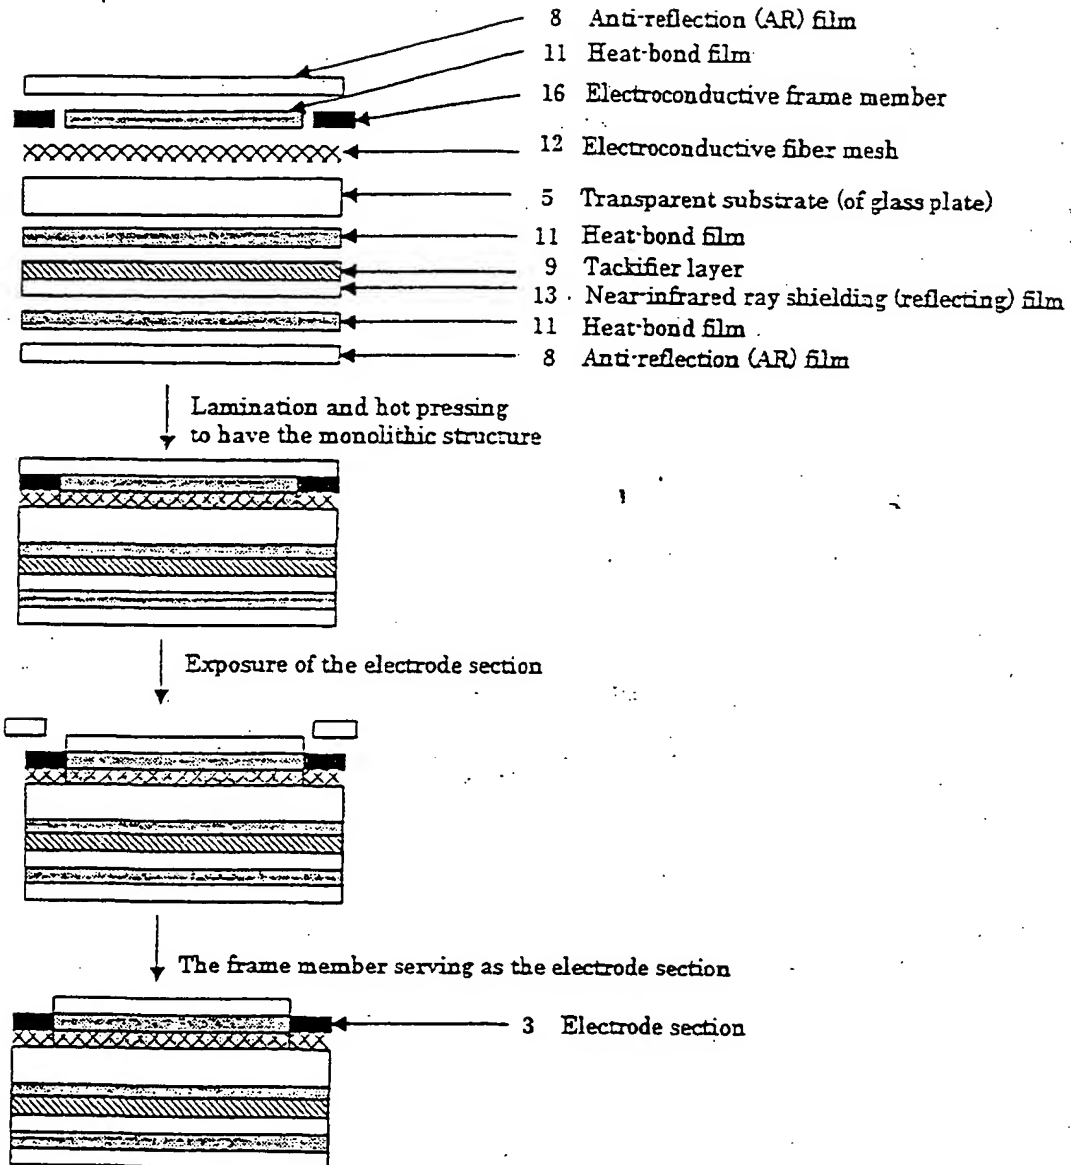 8 Anti-reflection (AR) film
11 Heat-bond film
16 Electroconductive frame member
12 Electroconductive fiber mesh
5 Transparent substrate (of glass plate)
11 Heat-bond film
9 Tackifier layer
13 Near-infrared ray shielding (reflecting) film
11 Heat-bond film
8 Anti-reflection (AR) film
Lamination and hot pressing
to have the monolithic structure
Exposure of the electrode section
The frame member serving as the electrode section
3 Electrode section